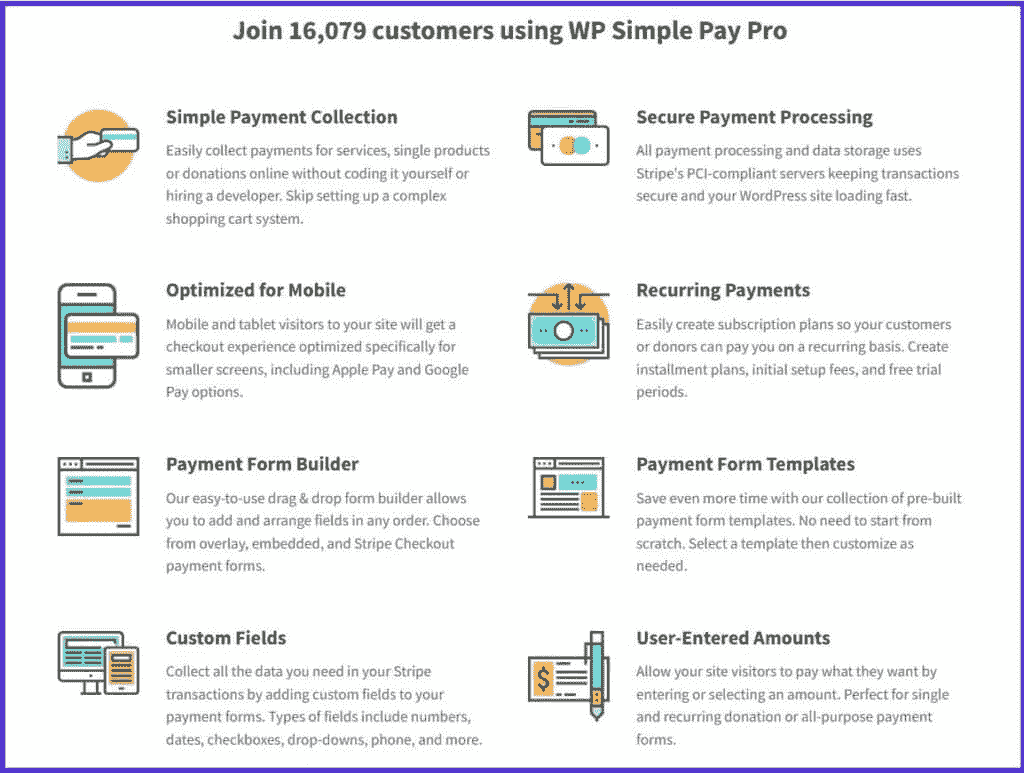 Join 16,079 customers using WP Simple Pay Pro
Simple Payment Collection
Easily collect payments for services, single products
or donations online without coding it yourself or
hiring a developer. Skip setting up a complex
shopping cart system.
Secure Payment Processing
All payment processing and data storage uses
Stripe's PCI-compliant servers keeping transactions
secure and your WordPress site loading fast.
Optimized for Mobile
Mobile and tablet visitors to your site will get a
checkout experience optimized specifically for
smaller screens, including Apple Pay and Google
Pay options.
Recurring Payments
Easily create subscription plans so your customers
or donors can pay you on a recurring basis. Create
installment plans, initial setup fees, and free trial
periods.
Payment Form Builder
Our easy-to-use drag & drop form builder allows
you to add and arrange fields in any order. Choose
from overlay, embedded, and Stripe Checkout
payment forms.
Payment Form Templates
Save even more time with our collection of pre-built
payment form templates. No need to start from
scratch. Select a template then customize as
needed.
Custom Fields
Collect all the data you need in your Stripe
transactions by adding custom fields to your
payment forms. Types of fields include numbers,
dates, checkboxes, drop-downs, phone, and more.
User-Entered Amounts
Allow your site visitors to pay what they want by
entering or selecting an amount. Perfect for single
and recurring donation or all-purpose payment
forms.
$